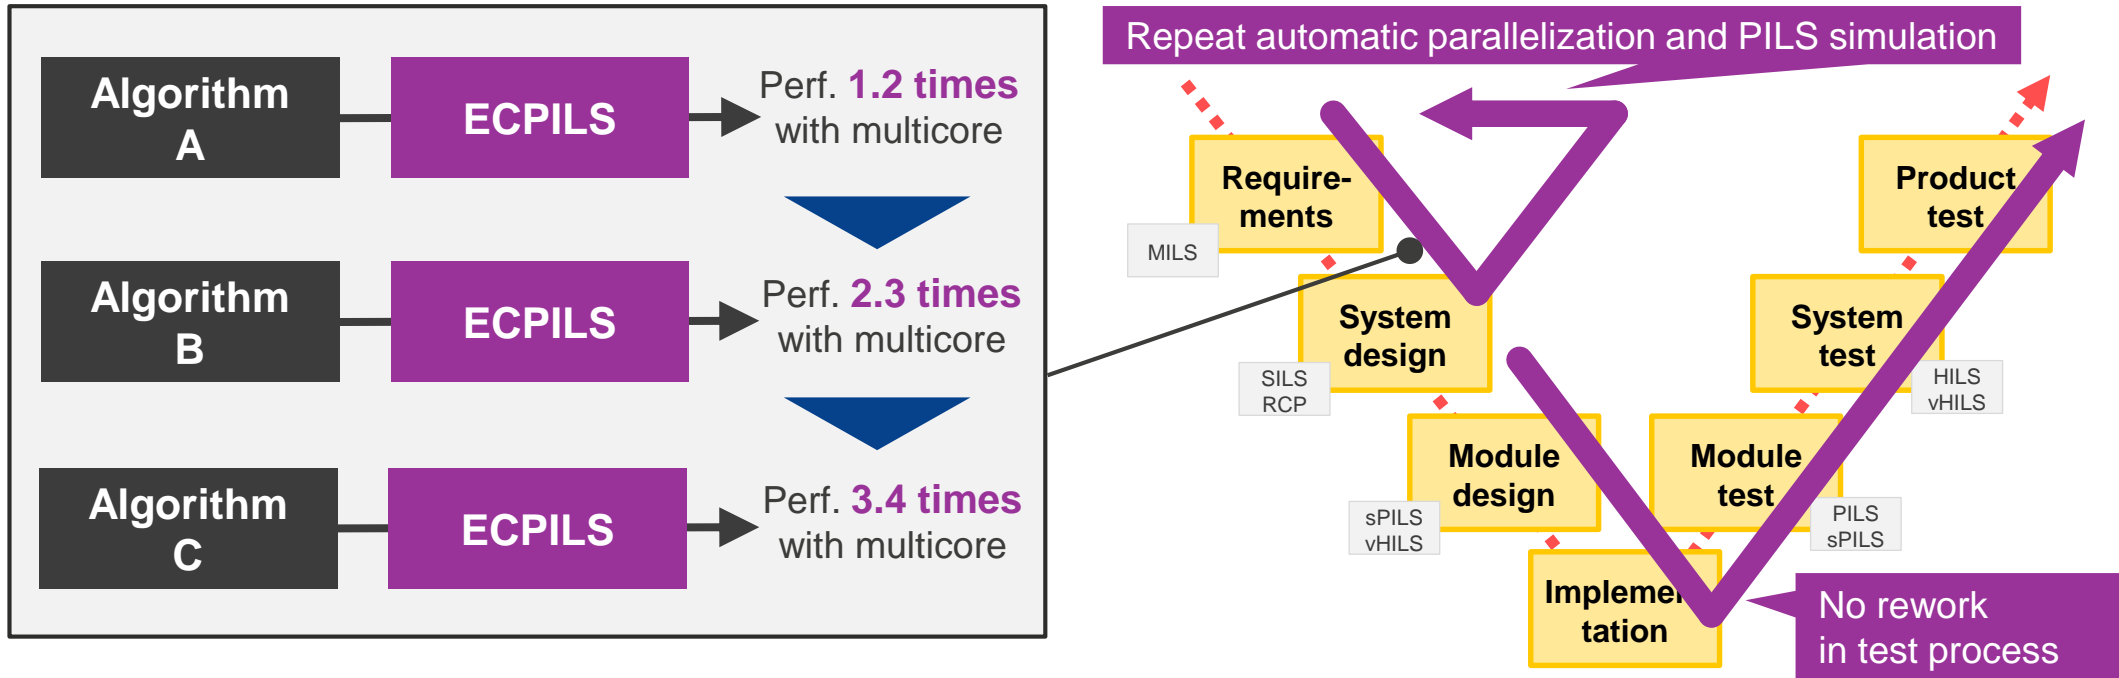 Algorithm
A
ECPILS
Perf. 1.2 times
with multicore
Algorithm
B
ECPILS
Perf. 2.3 times
with multicore
Algorithm
C
ECPILS
Perf. 3.4 times
with multicore
Repeat automatic parallelization and PILS simulation
Require-
ments
MILS
System
design
SILS
RCP
Module
design
sPILS
vHILS
Implemen
tation
Module
test
PILS
sPILS
System
test
HILS
vHILS
Product
test
No rework
in test process